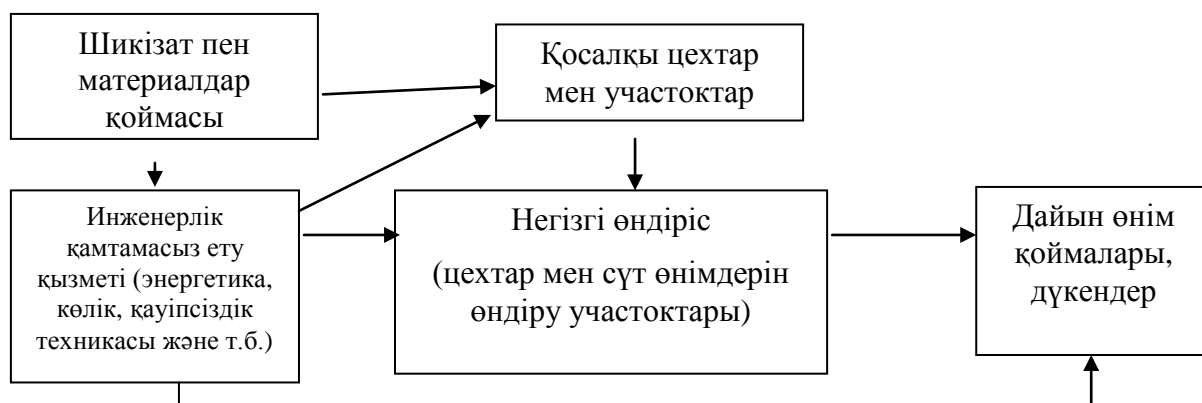 Шикізат пен
материалдар
қоймасы
Қосалқы цехтар
мен участоктар
Инженерлік
қамтамасыз ету
қызметі (энергетика,
көлік, қауіпсіздік
техникасы және т.б.)
Негізгі өндіріс
(цехтар мен сүт өнімдерін
өндіру участоктары)
Дайын өнім
қоймалары,
дүкендер